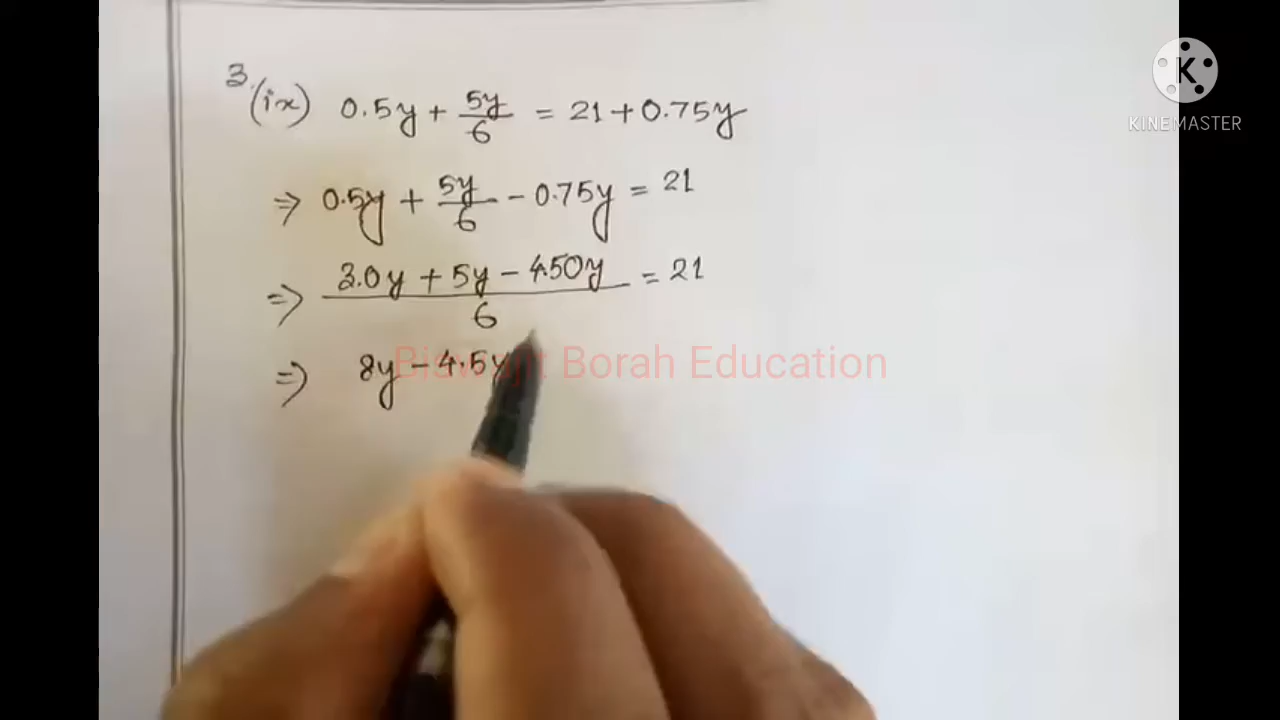 3.(ix) 0.5y + 5y/6 = 21 + 0.75y
⇒ 0.5y + 5y/6 - 0.75y = 21
⇒ 3.0y + 5y - 4.50y/6 = 21
⇒ 8y - 4.5y
Biswajit Borah Education
K
KINEMASTER